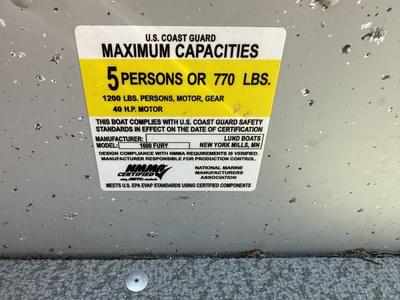 U.S. COAST GUARD
MAXIMUM CAPACITIES
5 PERSONS OR 770 LBS.
1200 LBS. PERSONS, MOTOR, GEAR
40 H.P. MOTOR
THIS BOAT COMPLIES WITH U.S. COAST GUARD SAFETY
STANDARDS IN EFFECT ON THE DATE OF CERTIFICATION
MANUFACTURER: LUND BOATS
MODEL: 1600 FURY NEW YORK MILLS, MN
DESIGN COMPLIANCE WITH NMMA REQUIREMENTS IS VERIFIED.
MANUFACTURER RESPONSIBLE FOR PRODUCTION CONTROL.
NMMA
CERTIFIED
NATIONAL MARINE
MANUFACTURERS
ASSOCIATION
MEETS U.S. EPA EVAP STANDARDS USING CERTIFIED COMPONENTS